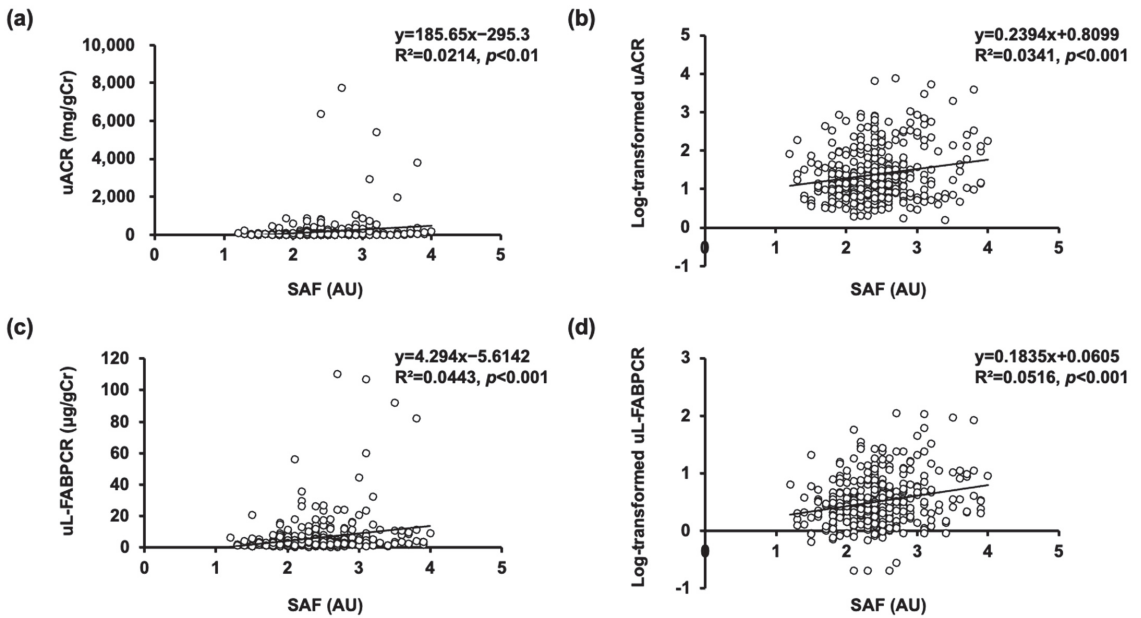 (a)
y=185.65x−295.3
R²=0.0214, p<0.01
10,000
8,000
6,000
4,000
2,000
0
uACR (mg/gCr)
0 1 2 3 4 5
SAF (AU)
(b)
y=0.2394x+0.8099
R²=0.0341, p<0.001
5
4
3
2
1
0
-1
Log-transformed uACR
0 1 2 3 4 5
SAF (AU)
(c)
y=4.294x−5.6142
R²=0.0443, p<0.001
120
100
80
60
40
20
0
uL-FABPCR (µg/gCr)
0 1 2 3 4 5
SAF (AU)
(d)
y=0.1835x+0.0605
R²=0.0516, p<0.001
3
2
1
0
-1
Log-transformed uL-FABPCR
0 1 2 3 4 5
SAF (AU)